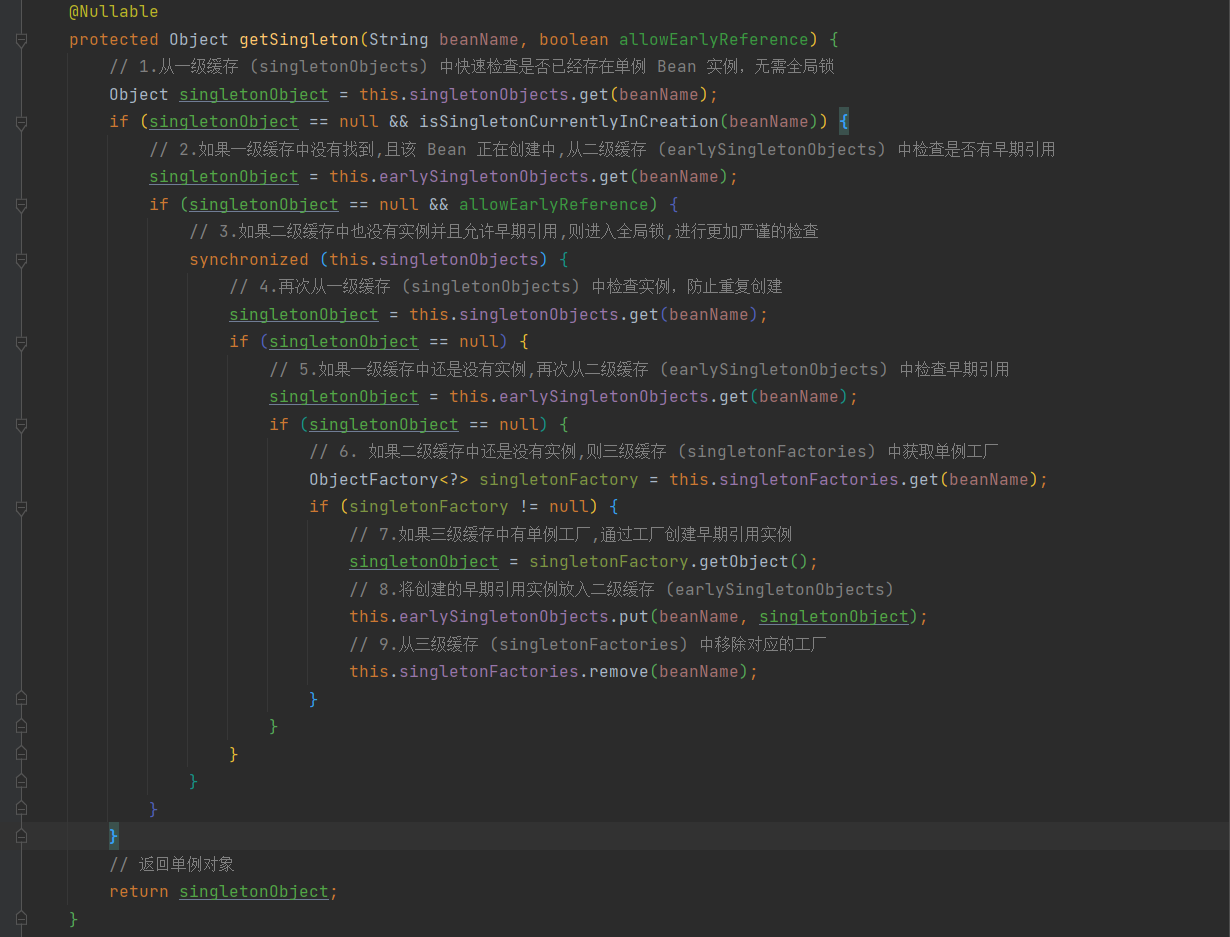 @Nullable
protected Object getSingleton(String beanName, boolean allowEarlyReference) {
// 1.从一级缓存 (singletonObjects) 中快速检查是否已经存在单例 Bean 实例，无需全局锁
Object singletonObject = this.singletonObjects.get(beanName);
if (singletonObject == null && isSingletonCurrentlyInCreation(beanName)) {
// 2.如果一级缓存中没有找到,且该 Bean 正在创建中,从二级缓存 (earlySingletonObjects) 中检查是否有早期引用
singletonObject = this.earlySingletonObjects.get(beanName);
if (singletonObject == null && allowEarlyReference) {
// 3.如果二级缓存中也没有实例并且允许早期引用,则进入全局锁,进行更加严谨的检查
synchronized (this.singletonObjects) {
// 4.再次从一级缓存 (singletonObjects) 中检查实例，防止重复创建
singletonObject = this.singletonObjects.get(beanName);
if (singletonObject == null) {
// 5.如果一级缓存中还是没有实例,再次从二级缓存 (earlySingletonObjects) 中检查早期引用
singletonObject = this.earlySingletonObjects.get(beanName);
if (singletonObject == null) {
// 6. 如果二级缓存中还是没有实例,则三级缓存 (singletonFactories) 中获取单例工厂
ObjectFactory<?> singletonFactory = this.singletonFactories.get(beanName);
if (singletonFactory != null) {
// 7.如果三级缓存中有单例工厂,通过工厂创建早期引用实例
singletonObject = singletonFactory.getObject();
// 8.将创建的早期引用实例放入二级缓存 (earlySingletonObjects)
this.earlySingletonObjects.put(beanName, singletonObject);
// 9.从三级缓存 (singletonFactories) 中移除对应的工厂
this.singletonFactories.remove(beanName);
}
}
}
}
}
}
// 返回单例对象
return singletonObject;
}